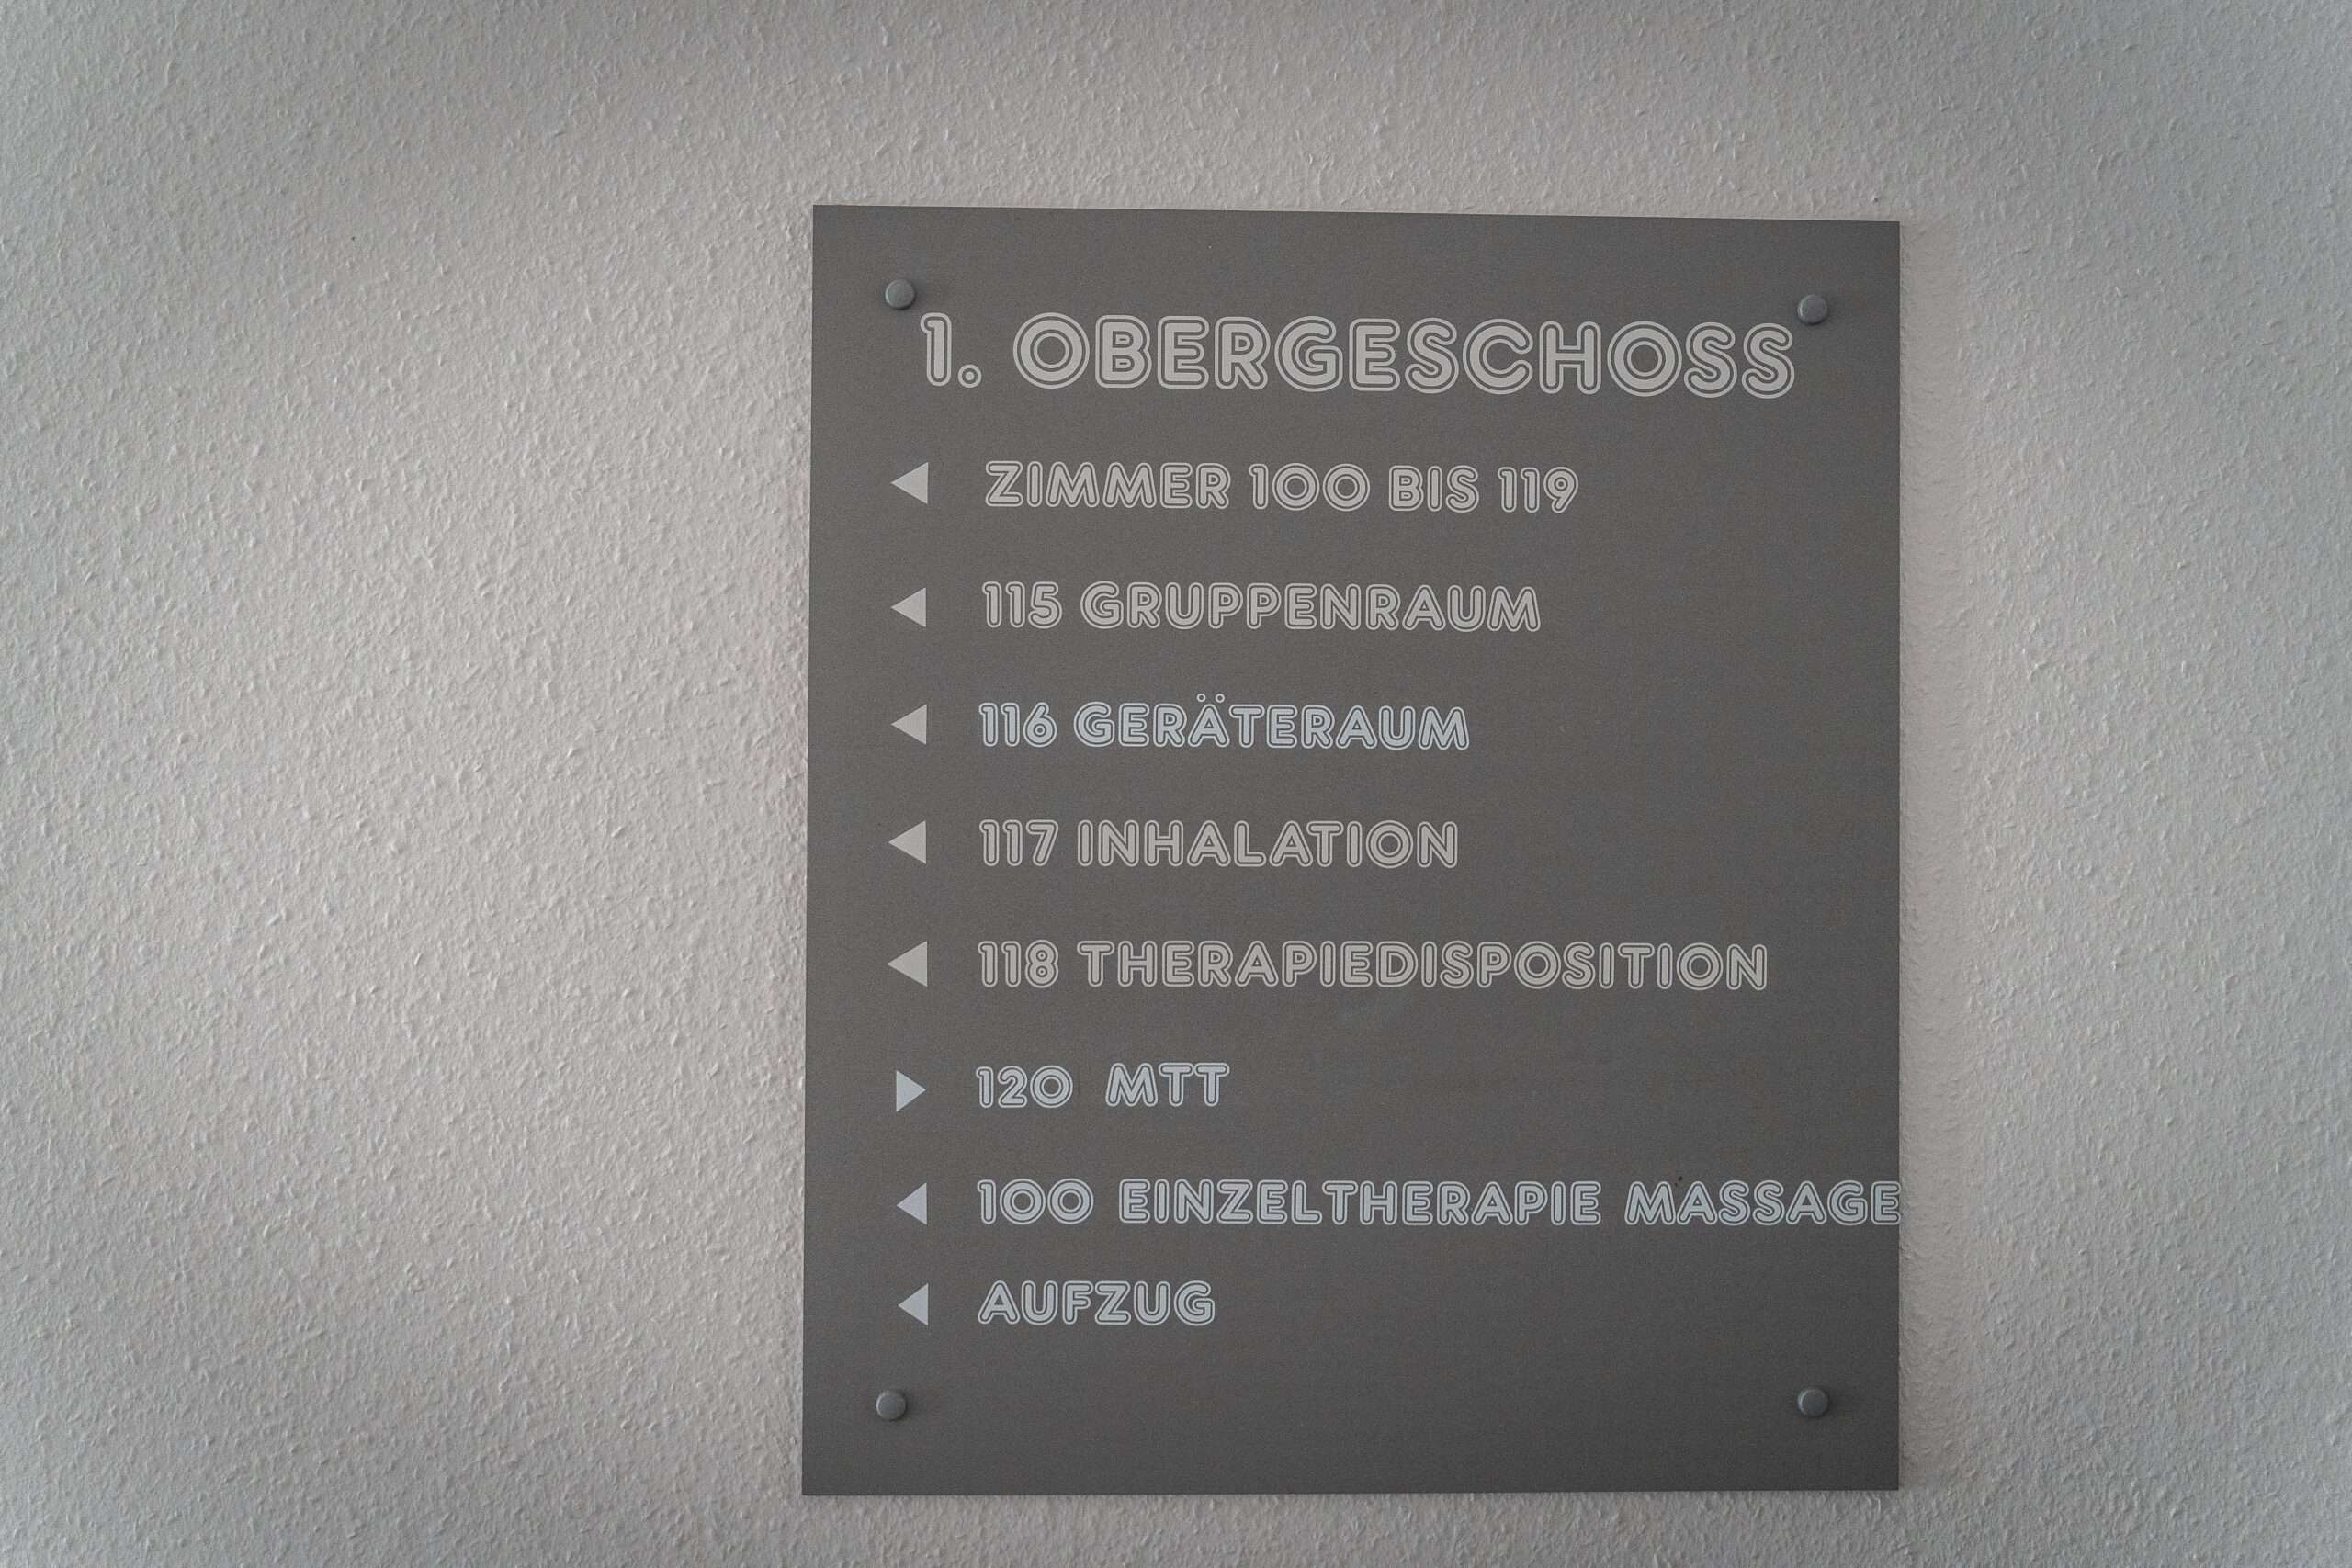 1. OBERGESCHOSS
ZIMMER 100 BIS 119
115 GRUPPENRAUM
116 GERÄTERAUM
117 INHALATION
118 THERAPIEDISPOSITION
120 MTT
100 EINZELTHERAPIE MASSAGE
AUFZUG